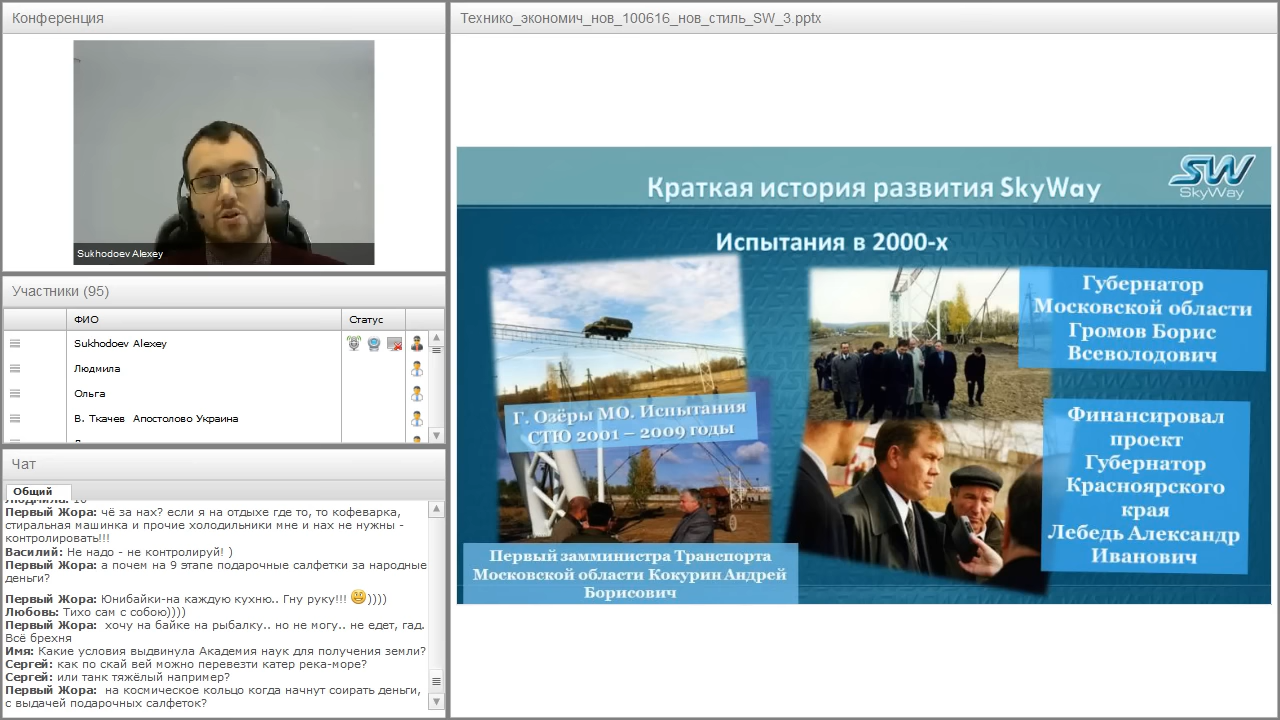 Конференция
Sukhodoev Alexey
Участники (95)
ФИО
Статус
Sukhodoev Alexey
Людмила
Ольга
В. Ткачев Апостолово Украина
Чат
Общий
Людмила: 10
Первый Жора: чё за нах? если я на отдыхе где то, то кофеварка,
стиральная машинка и прочие холодильники мне и нах не нужны -
контролировать!!!
Василий: Не надо - не контролируй! )
Первый Жора: а почем на 9 этапе подарочные салфетки за народные
деньги?
Первый Жора: Юнибайки-на каждую кухню.. Гну руку!!! ))))
Любовь: Тихо сам с собою))))
Первый Жора: хочу на байке на рыбалку.. но не могу.. не едет, гад.
Всё брехня
Имя: Какие условия выдвинула Академия наук для получения земли?
Сергей: как по скай вей можно перевезти катер река-море?
Сергей: или танк тяжёлый например?
Первый Жора: на космическое кольцо когда начнут соирать деньги,
с выдачей подарочных салфеток?
Технико_экономич_нов_100616_нов_стиль_SW_3.pptx
Краткая история развития SkyWay
SW
SkyWay
Испытания в 2000-х
Г. Озёры МО. Испытания
СТЮ 2001 – 2009 годы
Первый замминистра Транспорта
Московской области Кокурин Андрей
Борисович
Губернатор
Московской области
Громов Борис
Всеволодович
Финансировал
проект
Губернатор
Красноярского
края
Лебедь Александр
Иванович